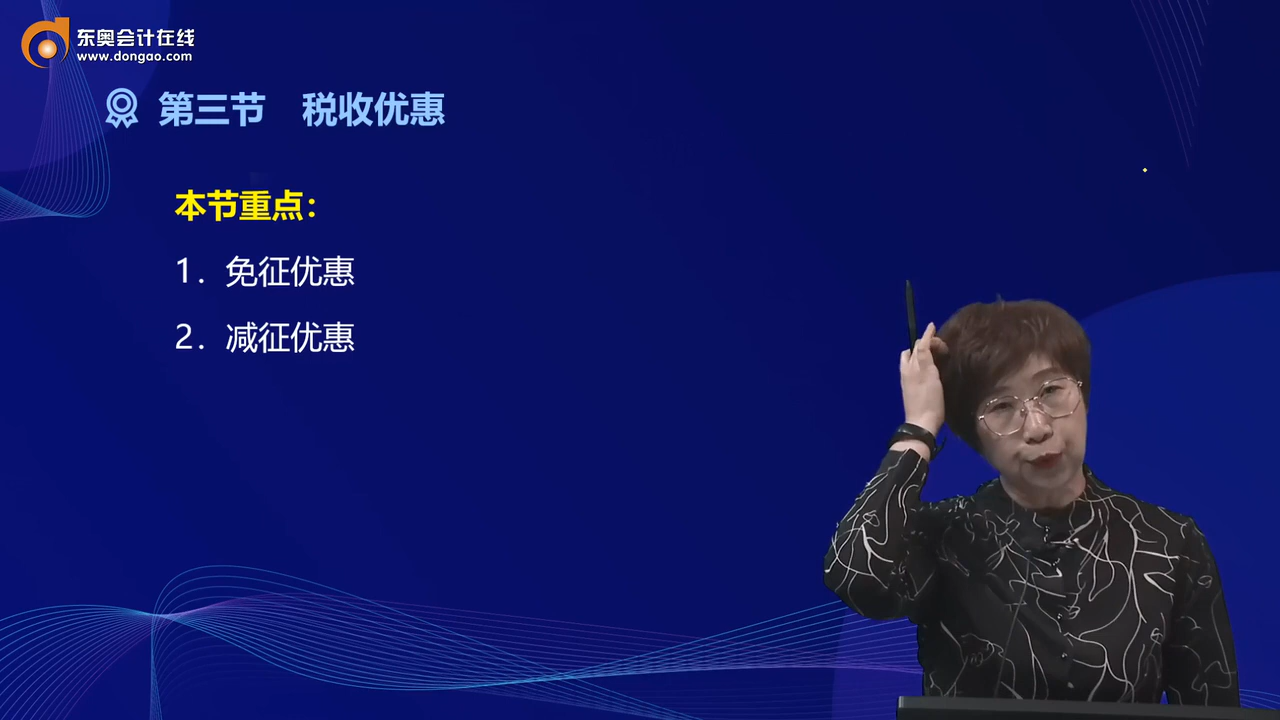 东奥会计在线
www.dongao.com
第三节 税收优惠
本节重点：
1. 免征优惠
2. 减征优惠